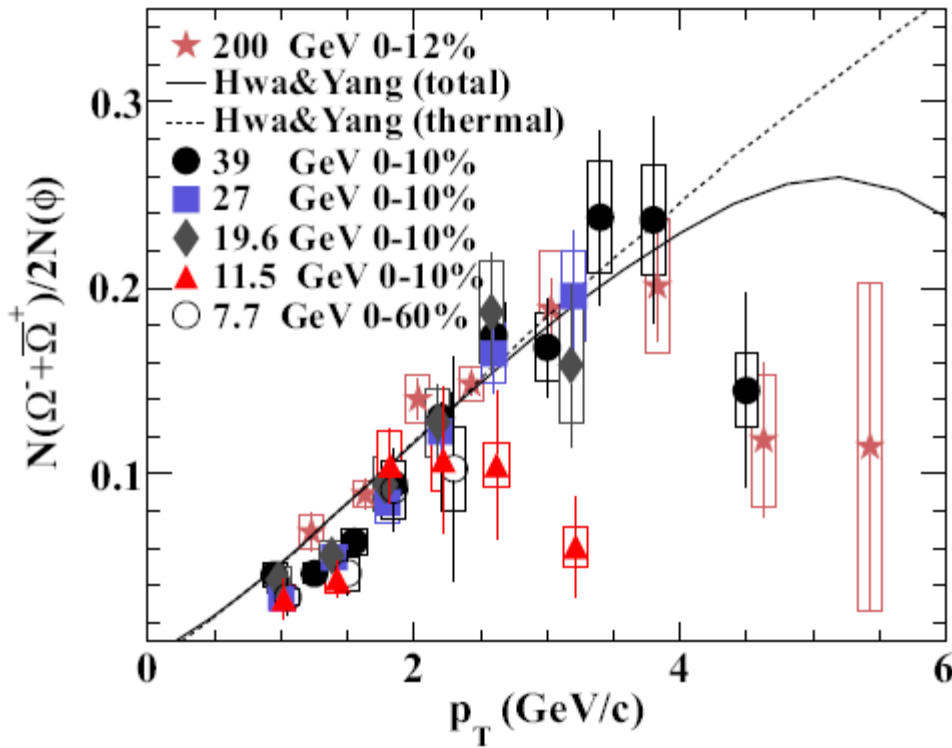 200 GeV 0-12%
Hwa&Yang (total)
Hwa&Yang (thermal)
39 GeV 0-10%
27 GeV 0-10%
19.6 GeV 0-10%
11.5 GeV 0-10%
7.7 GeV 0-60%
N(Ω⁻+Ω̅⁺)/2N(ϕ)
0.3
0.2
0.1
0 2 4 6
p_T (GeV/c)